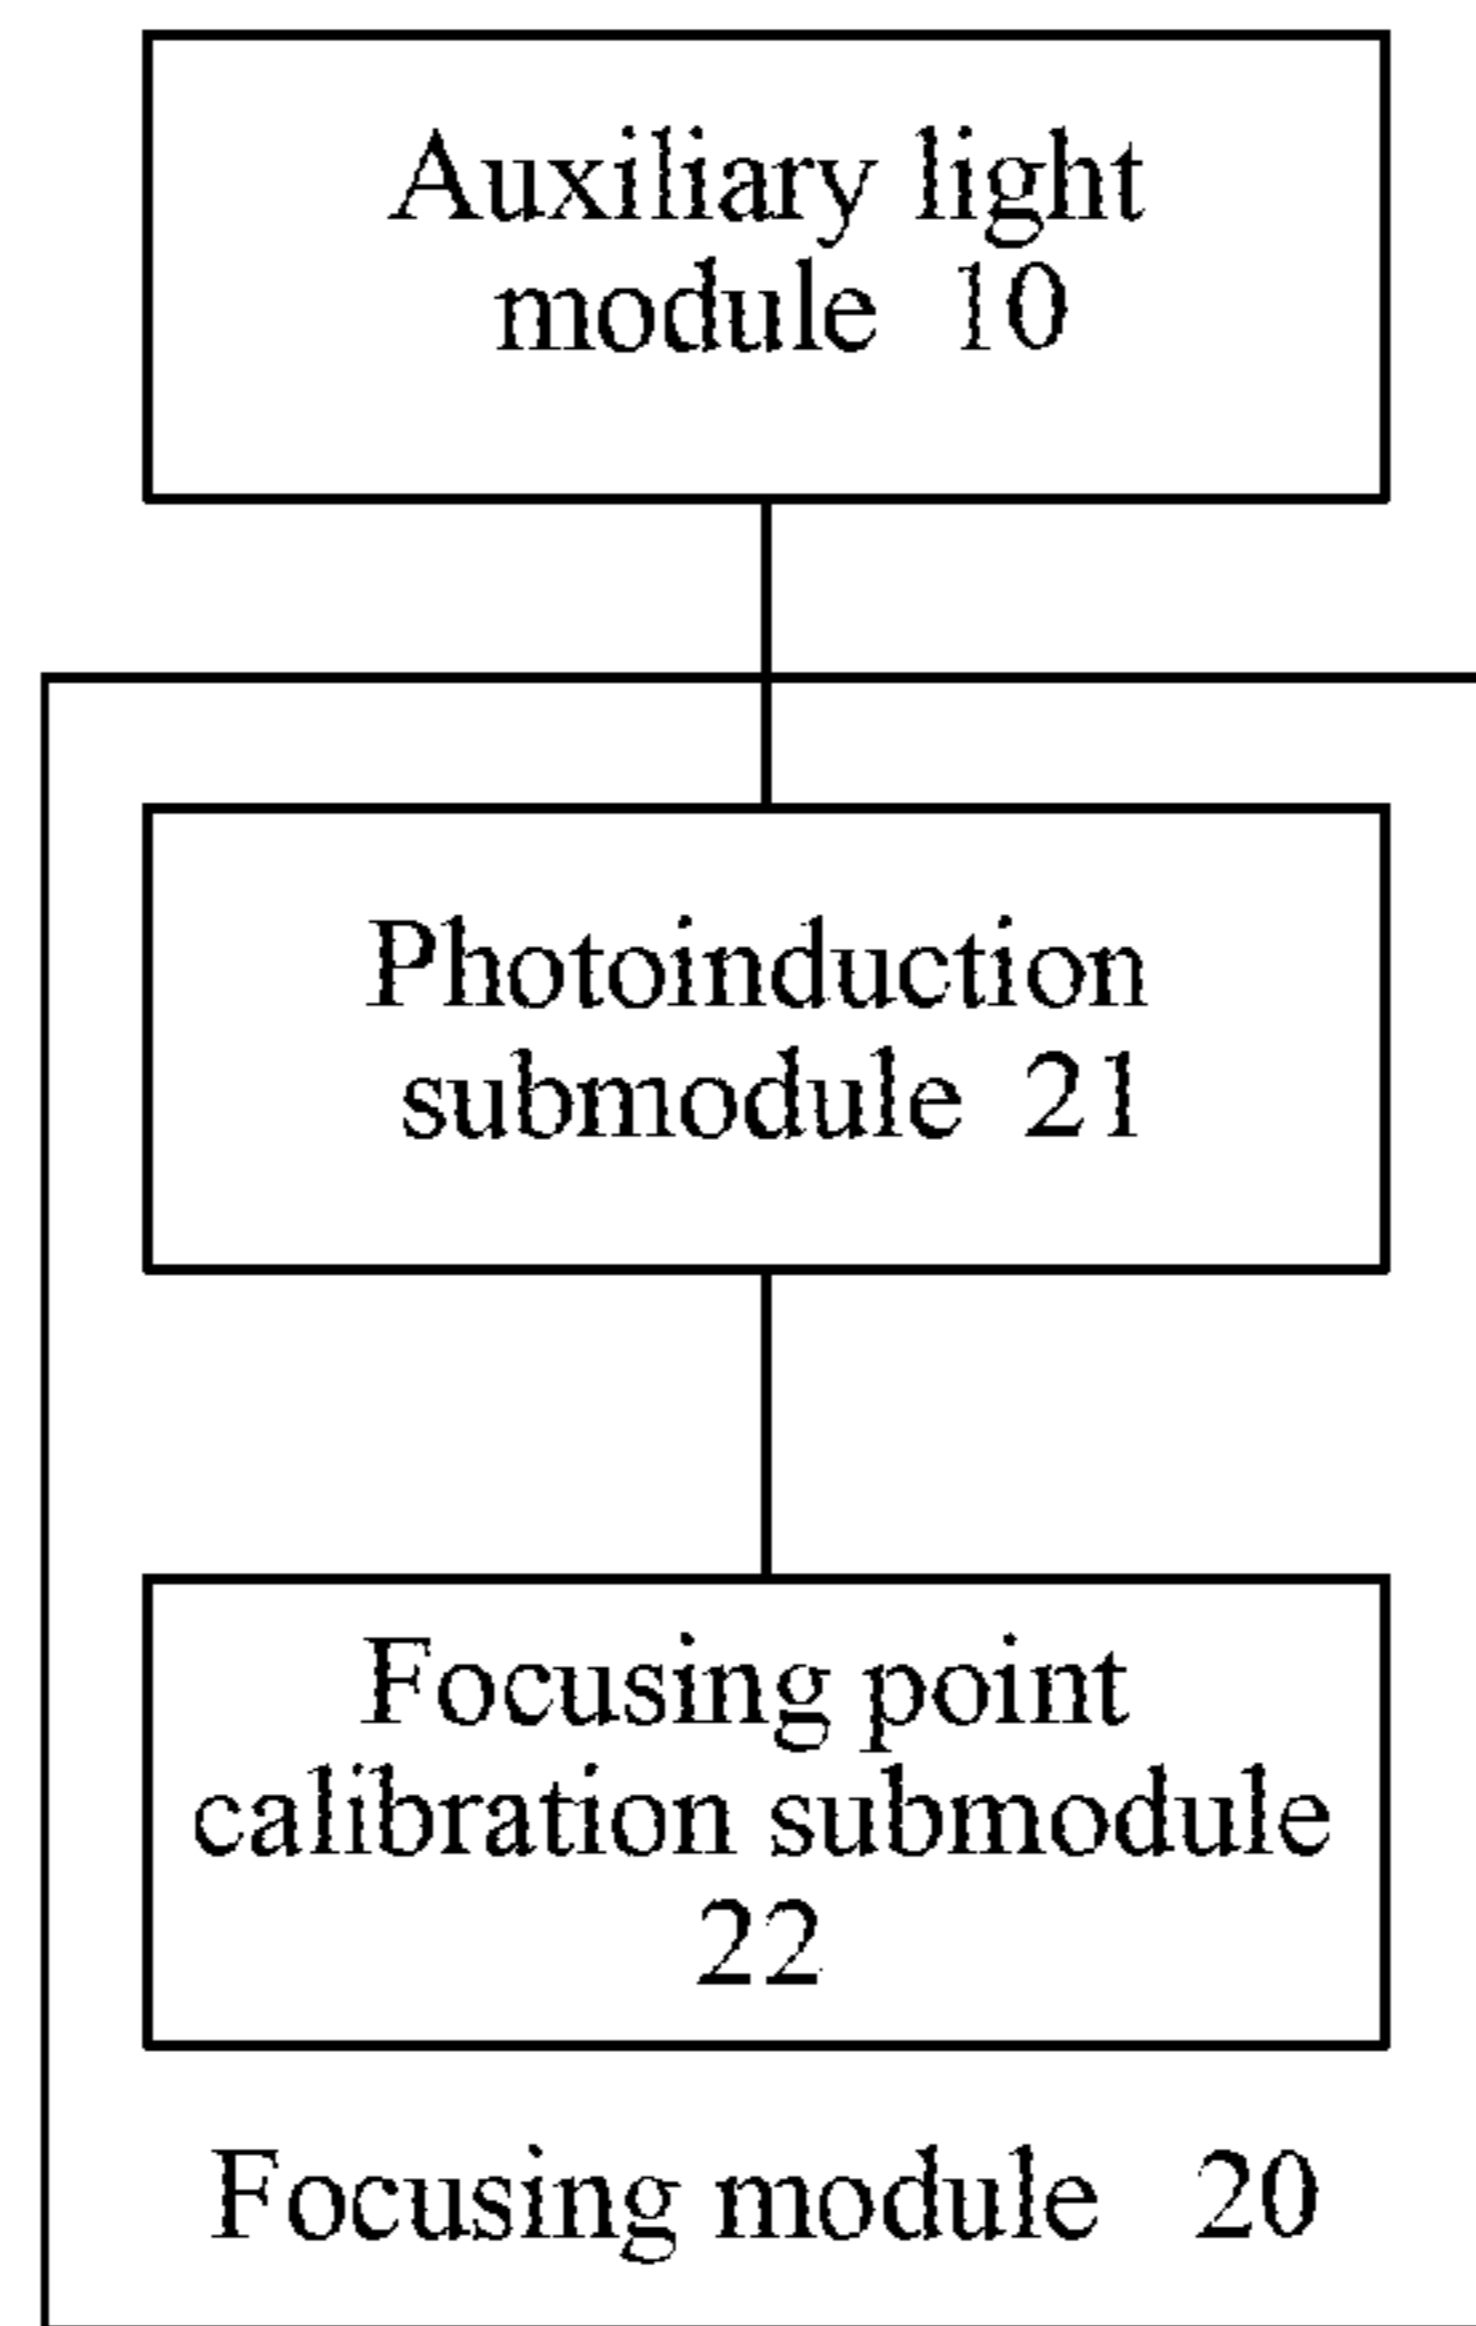 Auxiliary light
module 10
Photoinduction
submodule 21
Focusing point
calibration submodule
22
Focusing module 20